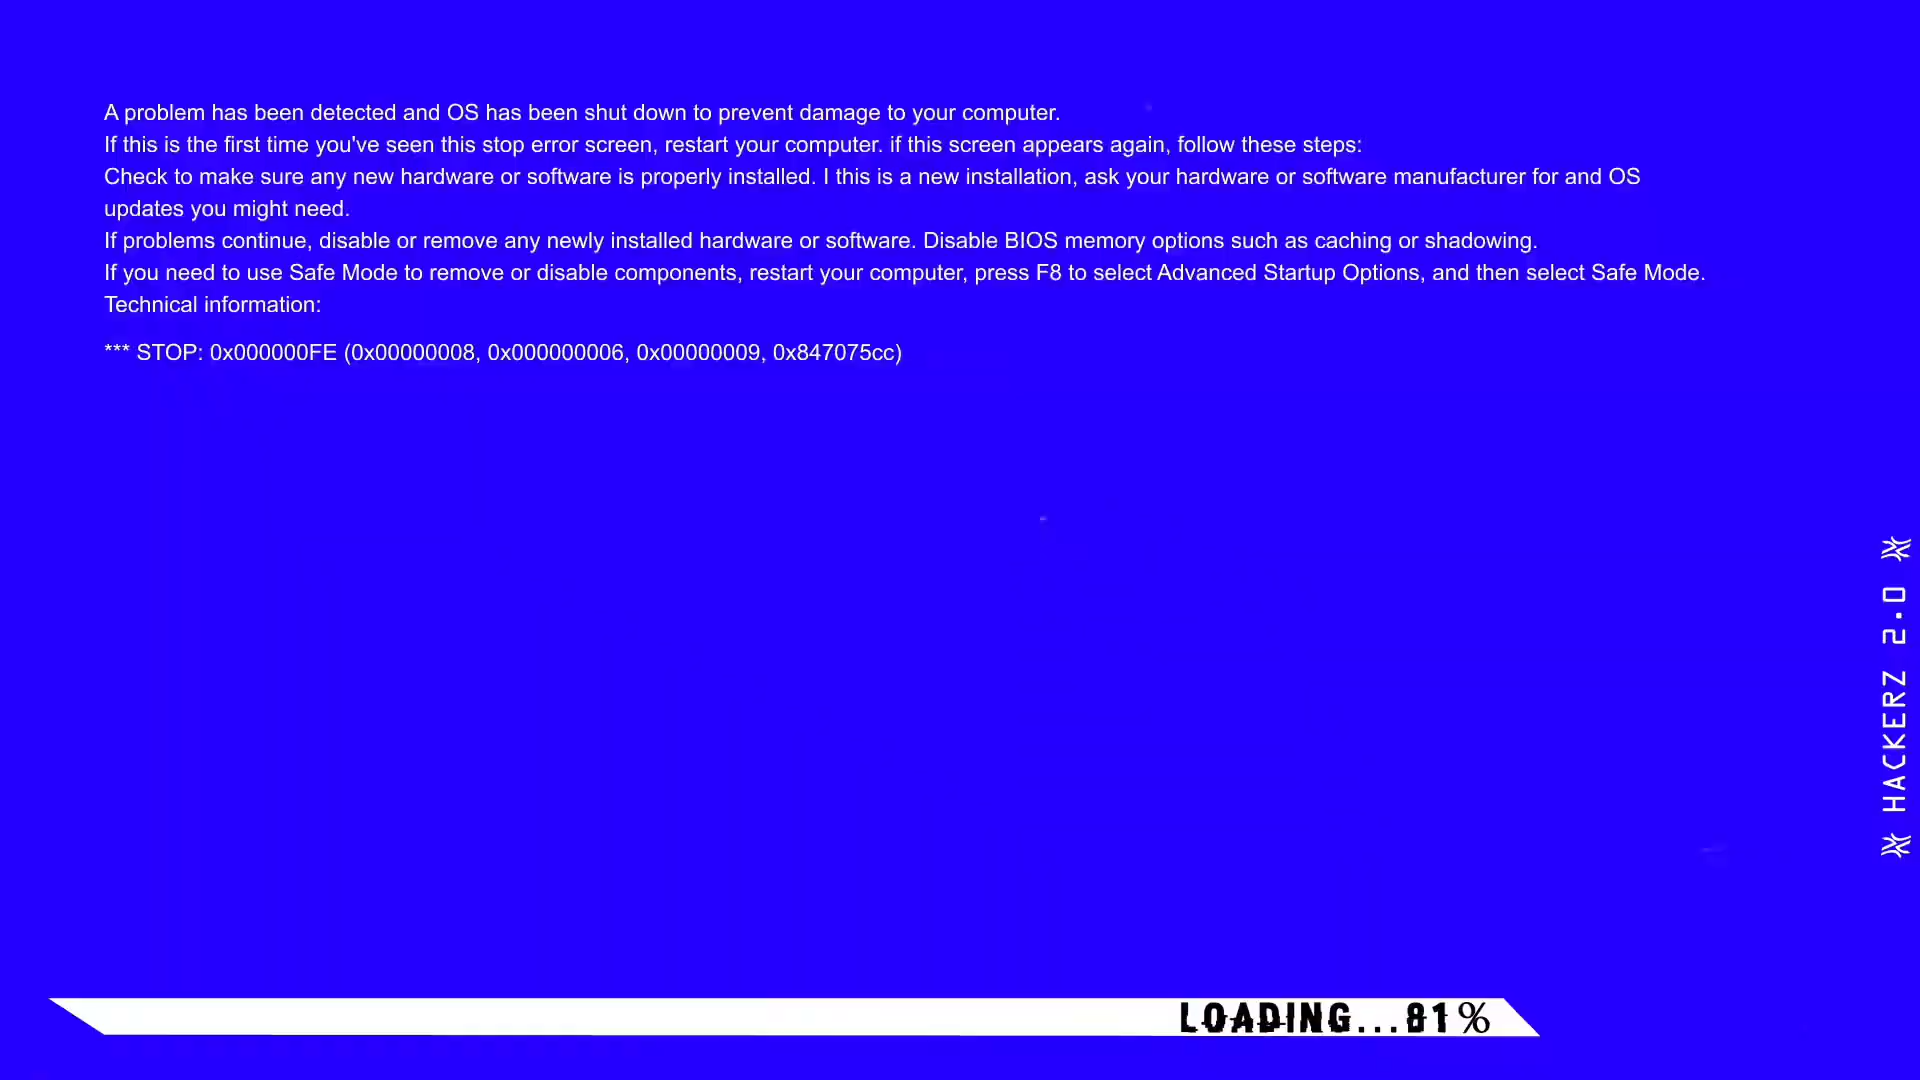 A problem has been detected and OS has been shut down to prevent damage to your computer.
If this is the first time you've seen this stop error screen, restart your computer. if this screen appears again, follow these steps:
Check to make sure any new hardware or software is properly installed. I this is a new installation, ask your hardware or software manufacturer for and OS
updates you might need.
If problems continue, disable or remove any newly installed hardware or software. Disable BIOS memory options such as caching or shadowing.
If you need to use Safe Mode to remove or disable components, restart your computer, press F8 to select Advanced Startup Options, and then select Safe Mode.
Technical information:
*** STOP: 0x000000FE (0x00000008, 0x000000006, 0x00000009, 0x847075cc)
HACKERZ 2.0
LOADING...81%